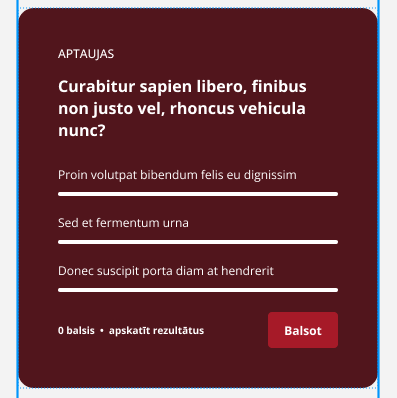 APTAUJAS
Curabitur sapien libero, finibus
non justo vel, rhoncus vehicula
nunc?
Proin volutpat bibendum felis eu dignissim
Sed et fermentum urna
Donec suscipit porta diam at hendrerit
0 balsis • apskatīt rezultātus
Balsot